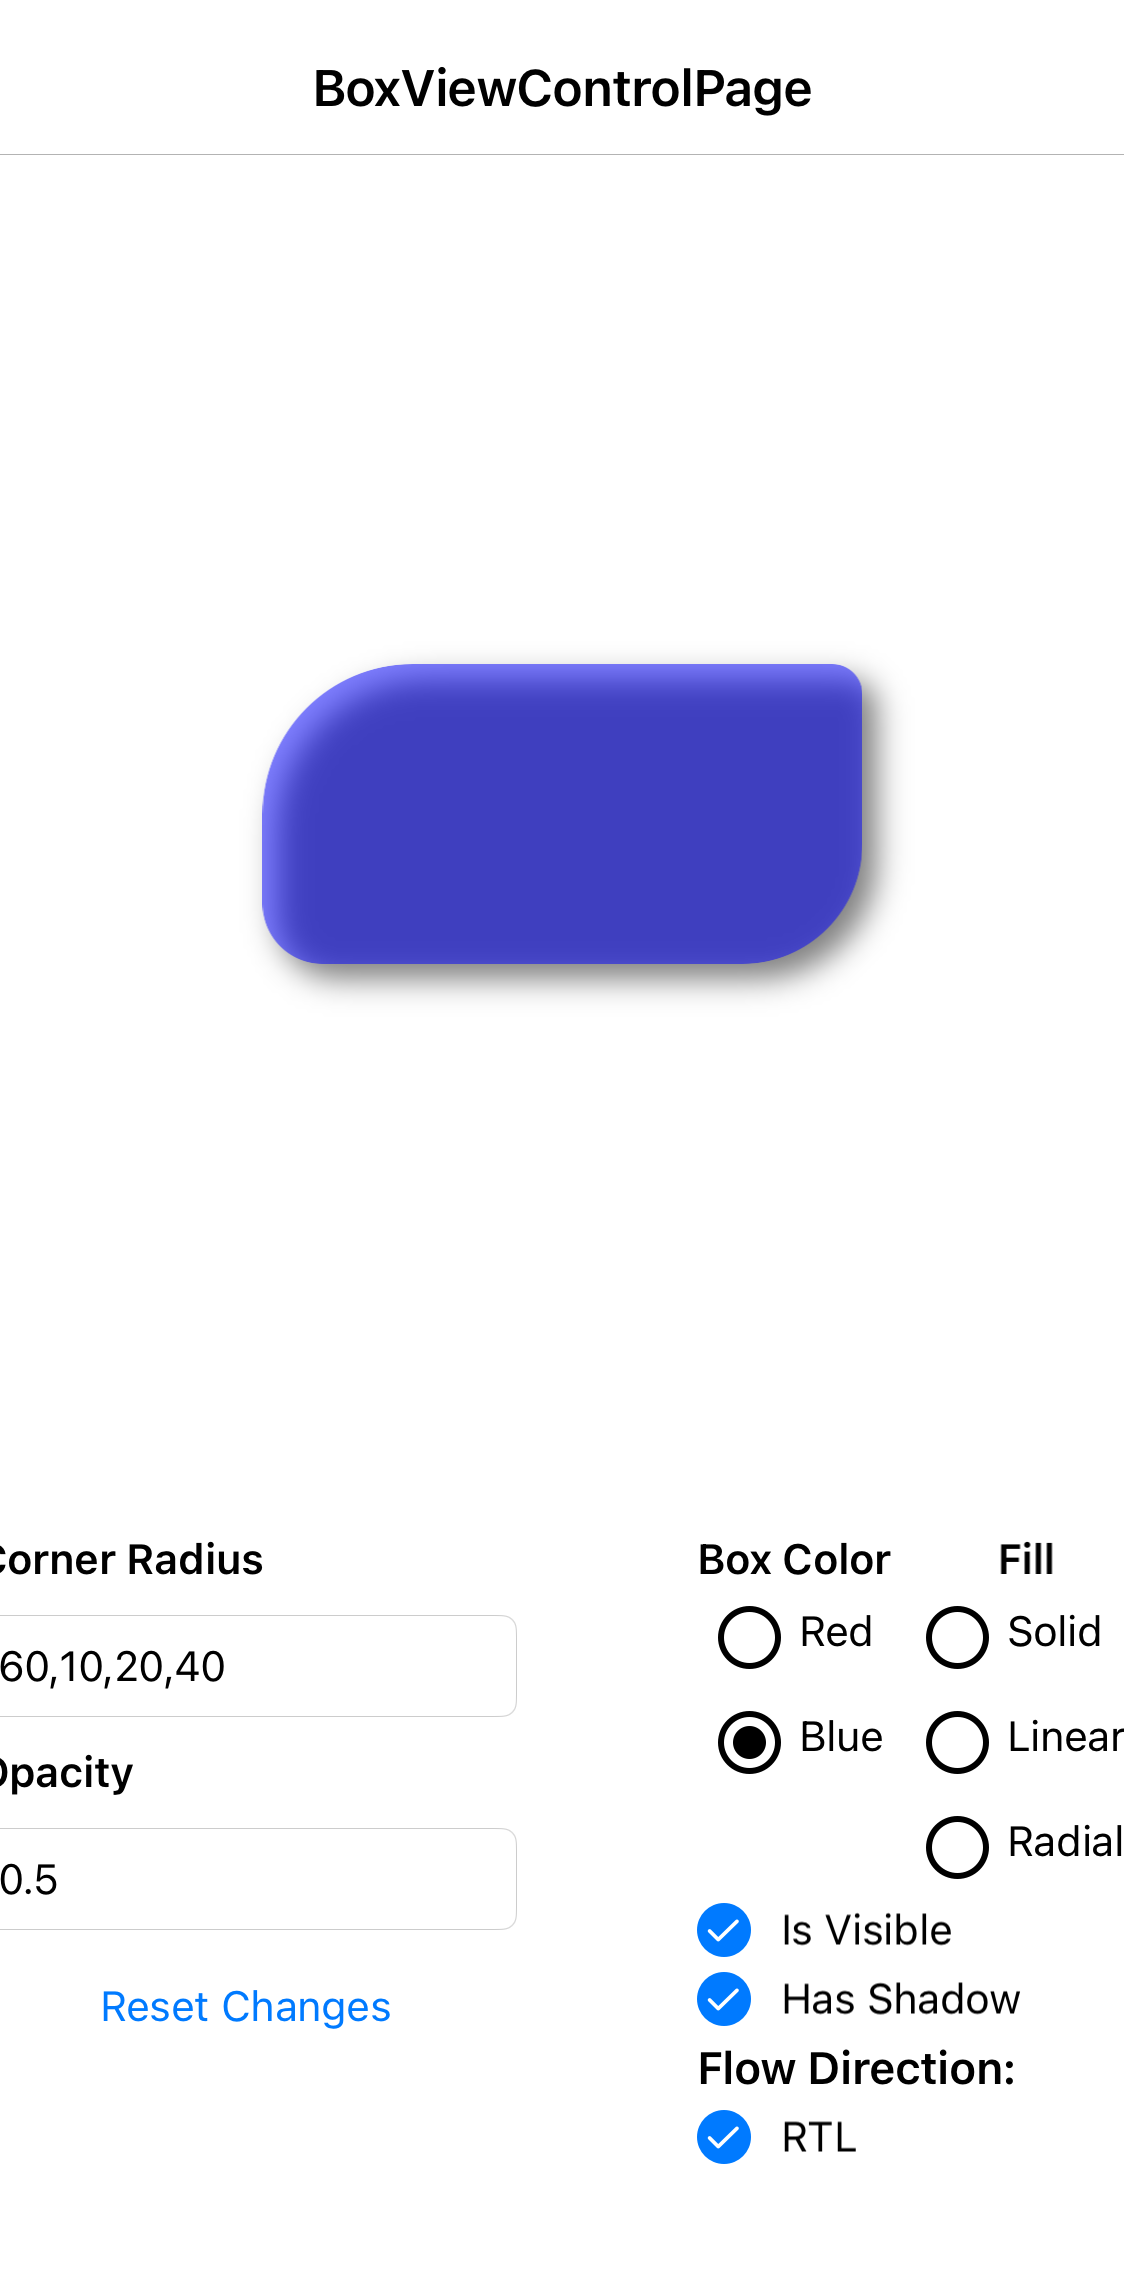 BoxViewControlPage
Corner Radius
60,10,20,40
Opacity
0.5
Reset Changes
Box Color
Fill
Red
Solid
Blue
Linear
Radial
Is Visible
Has Shadow
Flow Direction:
RTL